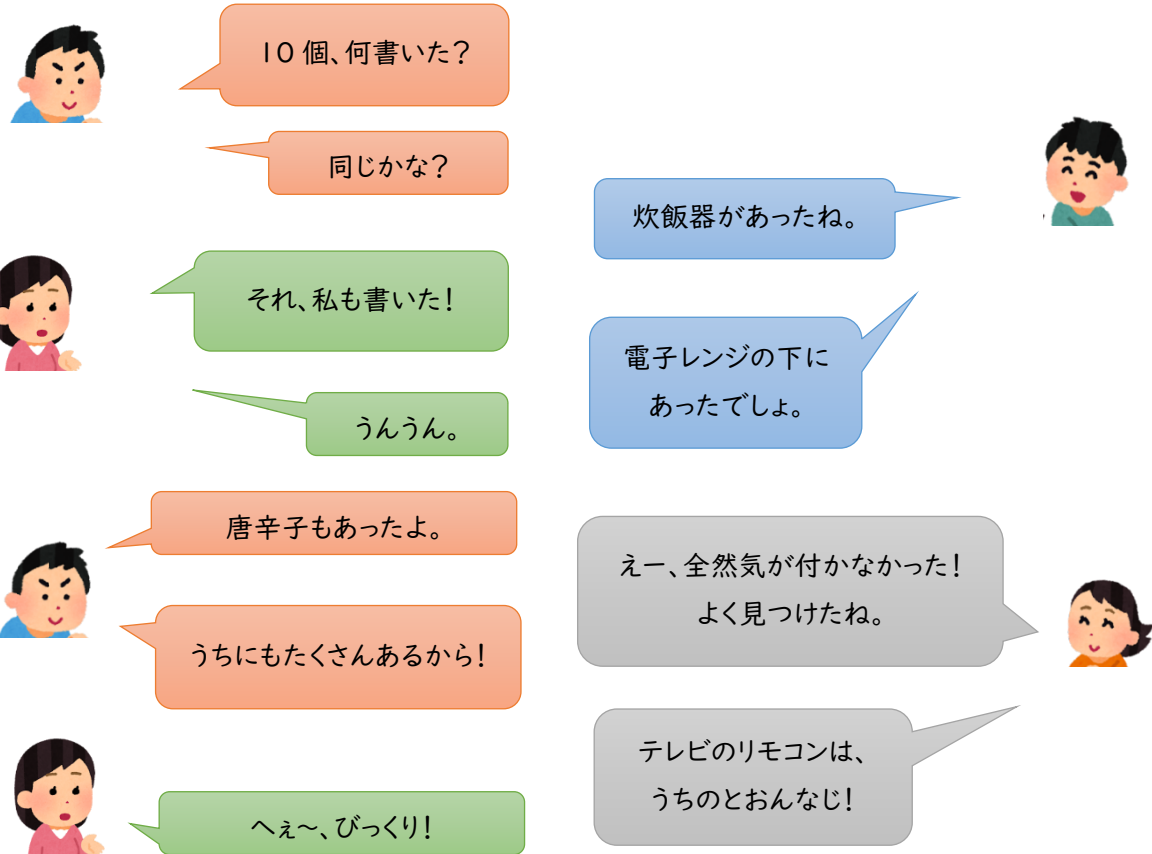 10個、何書いた?
同じかな?
炊飯器があったね。
それ、私も書いた!
電子レンジの下に
あったでしょ。
うんうん。
唐辛子もあったよ。
えー、全然気が付かなかった!
よく見つけたね。
うちにもたくさんあるから!
テレビのリモコンは、
うちのとおんなじ!
へぇ~、びっくり!